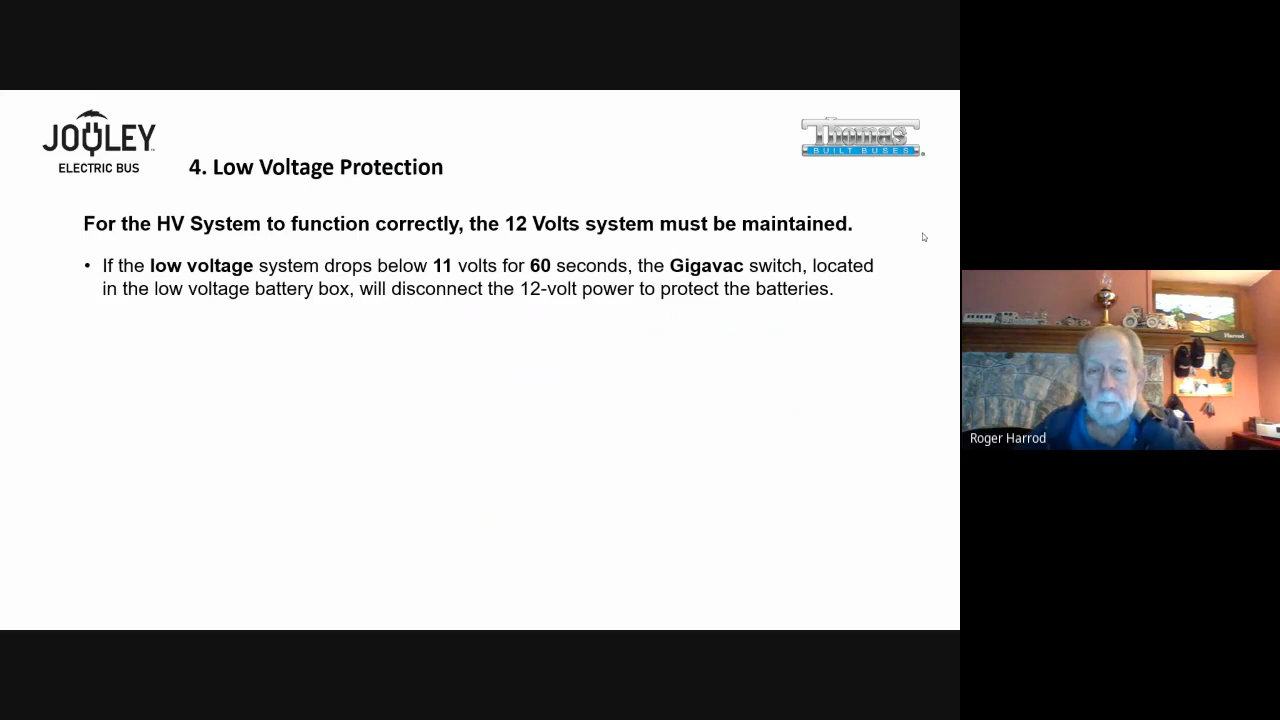 JOULEY
ELECTRIC BUS
Thomas
BUILT BUSES
4. Low Voltage Protection
For the HV System to function correctly, the 12 Volts system must be maintained.
• If the low voltage system drops below 11 volts for 60 seconds, the Gigavac switch, located
in the low voltage battery box, will disconnect the 12-volt power to protect the batteries.
Harrod
Roger Harrod